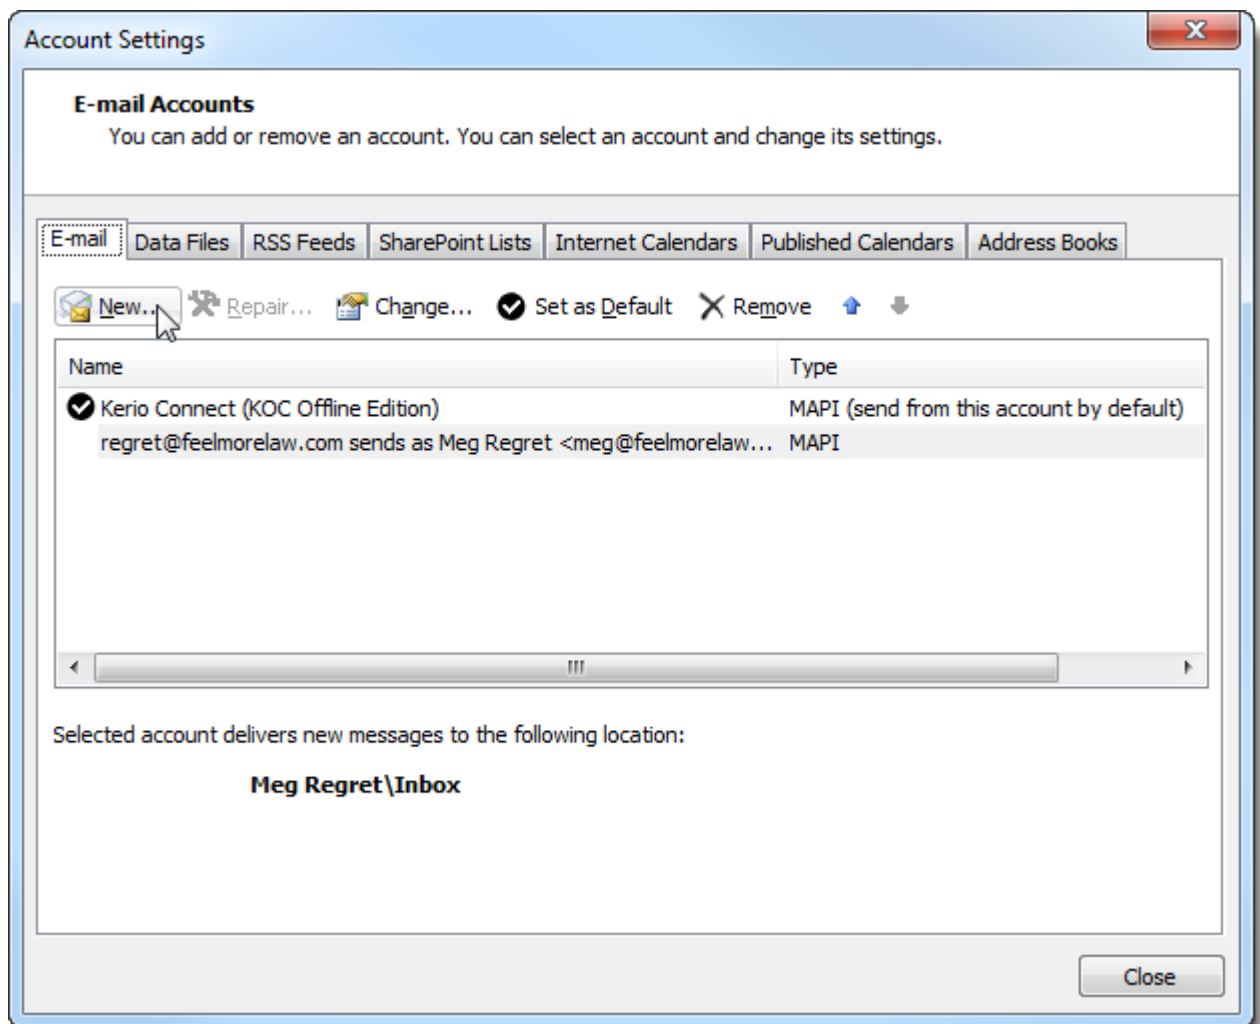 Account Settings
E-mail Accounts
You can add or remove an account. You can select an account and change its settings.
E-mail Data Files RSS Feeds SharePoint Lists Internet Calendars Published Calendars Address Books
New... Repair... Change... Set as Default Remove
Name Type
Kerio Connect (KOC Offline Edition) MAPI (send from this account by default)
regret@feelmorelaw.com sends as Meg Regret <meg@feelmorelaw... MAPI
Selected account delivers new messages to the following location:
Meg Regret\Inbox
Close